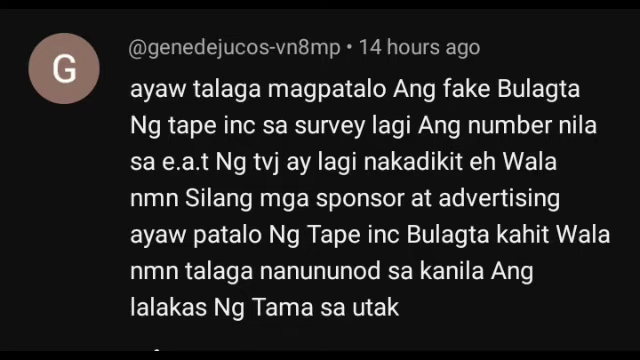 G
@genedejucos-vn8mp • 14 hours ago
ayaw talaga magpatalo Ang fake Bulagta
Ng tape inc sa survey lagi Ang number nila
sa e.a.t Ng tvj ay lagi nakadikit eh Wala
nmn Silang mga sponsor at advertising
ayaw patalo Ng Tape inc Bulagta kahit Wala
nmn talaga nanununod sa kanila Ang
lalakas Ng Tama sa utak